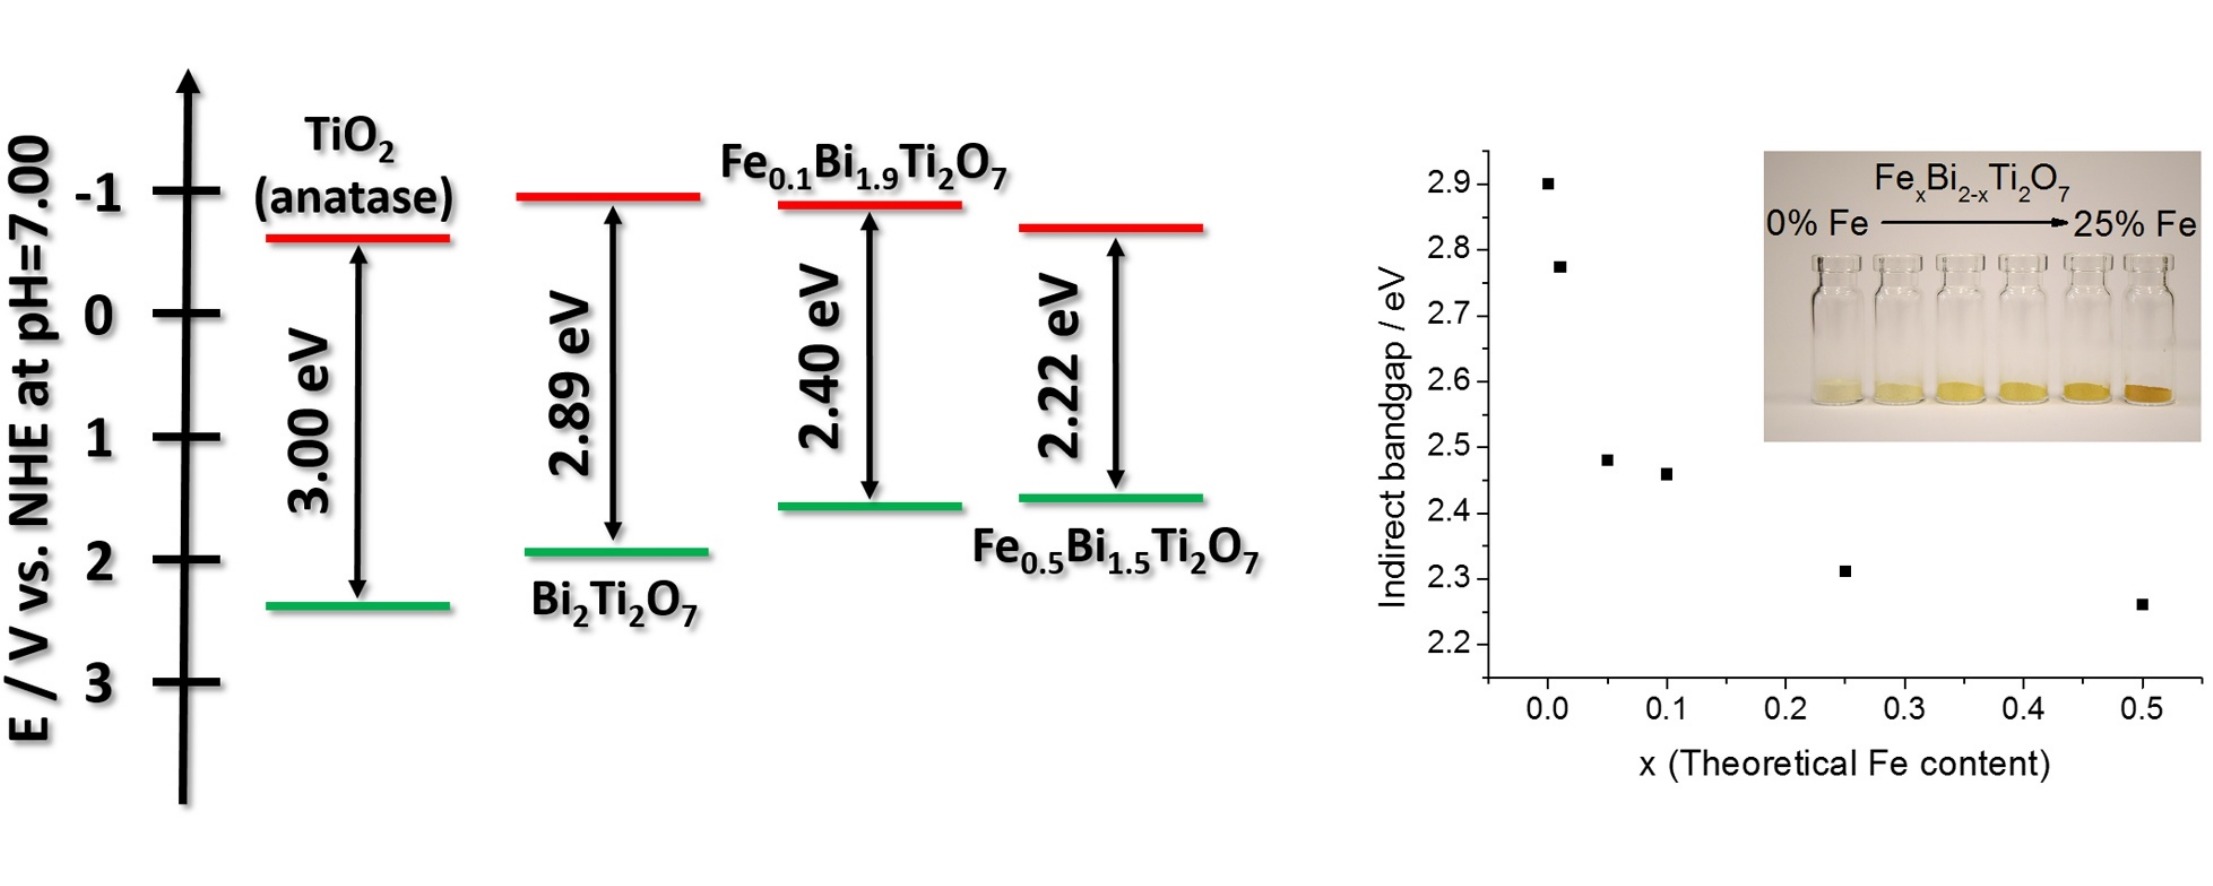 E / V vs. NHE at pH=7.00
-1
0
1
2
3
TiO2
(anatase)
3.00 eV
2.89 eV
Bi2Ti2O7
Fe0.1Bi1.9Ti2O7
2.40 eV
2.22 eV
Fe0.5Bi1.5Ti2O7
Indirect bandgap / eV
2.9
2.8
2.7
2.6
2.5
2.4
2.3
2.2
0.0 0.1 0.2 0.3 0.4 0.5
x (Theoretical Fe content)
FexBi2-xTi2O7
0% Fe 25% Fe